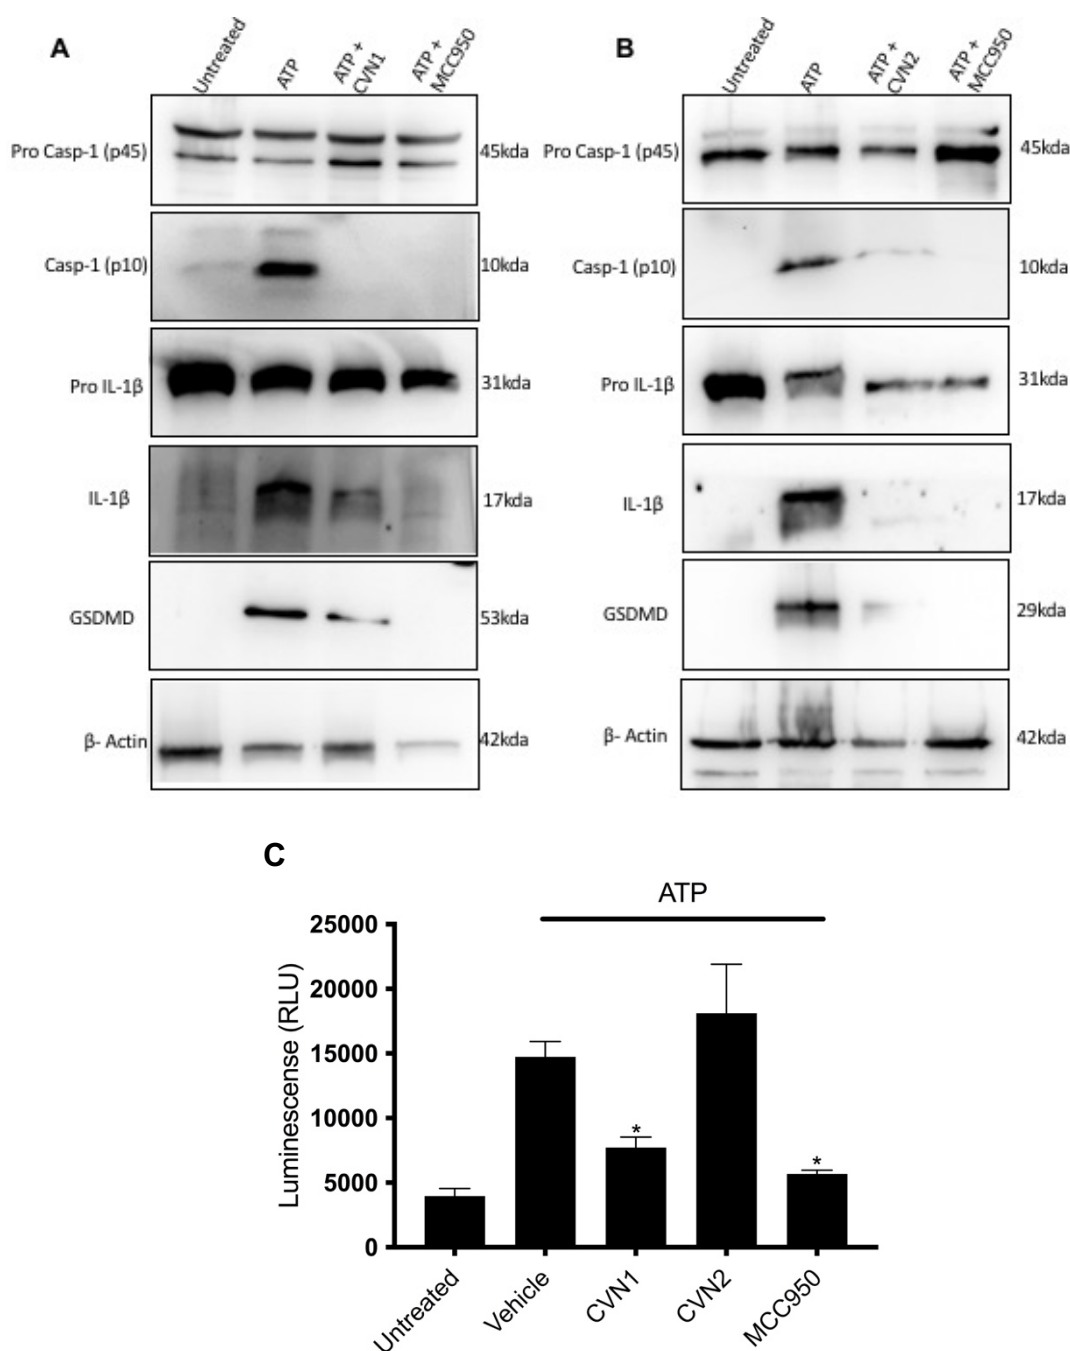 A
Untreated
ATP
ATP +
CVN1
ATP +
MCC950
Pro Casp-1 (p45)
45kda
Casp-1 (p10)
10kda
Pro IL-1β
31kda
IL-1β
17kda
GSDMD
53kda
β- Actin
42kda
B
Untreated
ATP
ATP +
CVN2
ATP +
MCC950
Pro Casp-1 (p45)
45kda
Casp-1 (p10)
10kda
Pro IL-1β
31kda
IL-1β
17kda
GSDMD
29kda
β- Actin
42kda
C
ATP
Luminescense (RLU)
25000
20000
15000
10000
5000
0
*
*
Untreated
Vehicle
CVN1
CVN2
MCC950